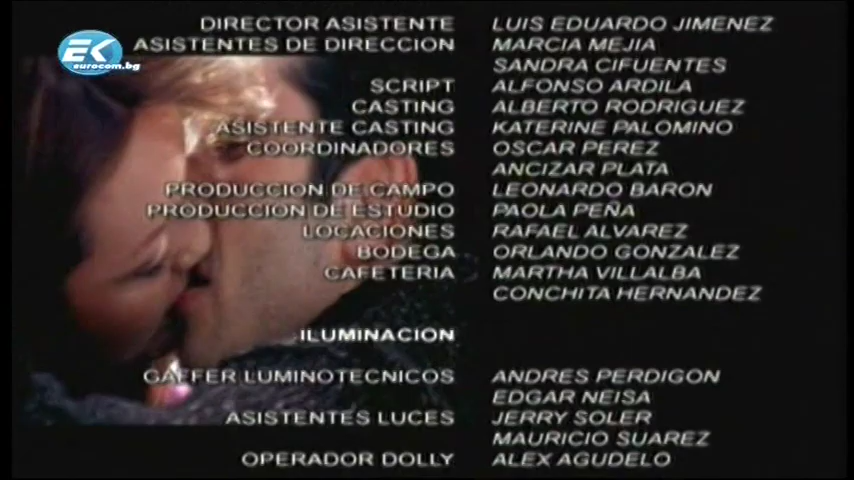 DIRECTOR ASISTENTE LUIS EDUARDO JIMENEZ
EK
eurocom.bg
ASISTENTES DE DIRECCION MARCIA MEJIA
SANDRA CIFUENTES
SCRIPT ALFONSO ARDILA
CASTING ALBERTO RODRIGUEZ
ASISTENTE CASTING KATERINE PALOMINO
COORDINADORES OSCAR PEREZ
ANCIZAR PLATA
PRODUCCION DE CAMPO LEONARDO BARON
PRODUCCION DE ESTUDIO PAOLA PEÑA
LOCACIONES RAFAEL ALVAREZ
BODEGA ORLANDO GONZALEZ
CAFETERIA MARTHA VILLALBA
CONCHITA HERNANDEZ
ILUMINACION
GAFFER LUMINOTECNICOS ANDRES PERDIGON
EDGAR NEISA
ASISTENTES LUCES JERRY SOLER
MAURICIO SUAREZ
OPERADOR DOLLY ALEX AGUDELO